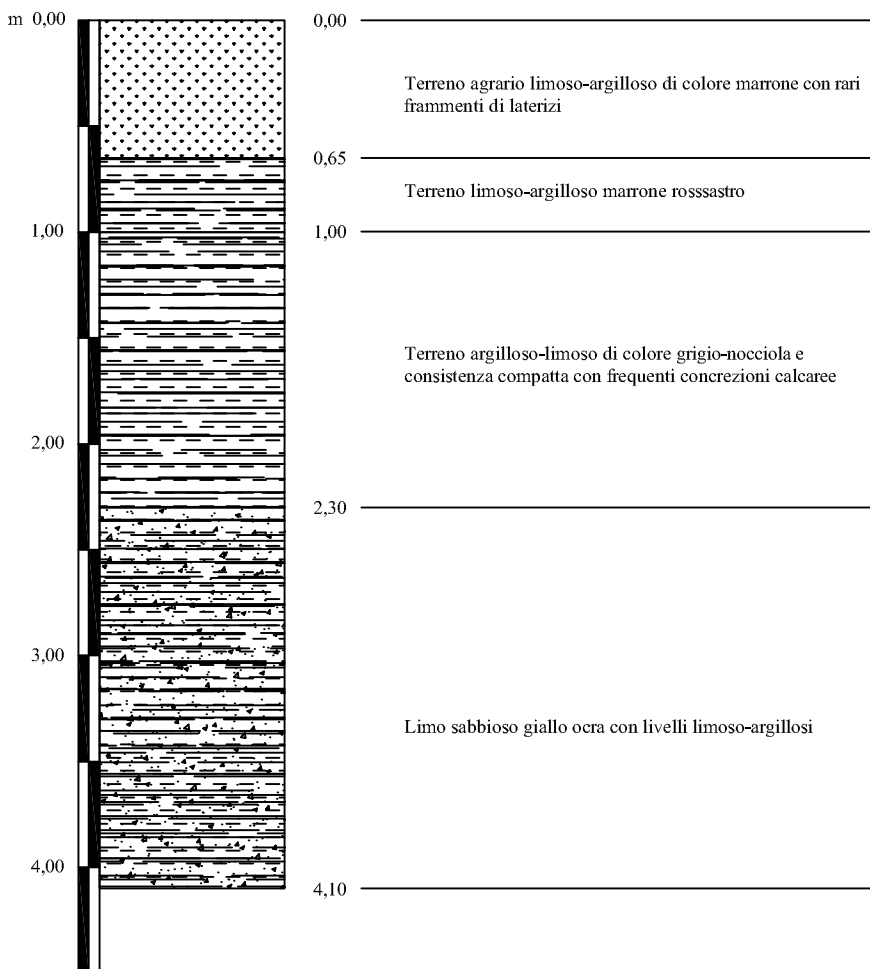 m 0,00
0,00
Terreno agrario limoso-argilloso di colore marrone con rari
frammenti di laterizi
0,65
Terreno limoso-argilloso marrone rosssastro
1,00
1,00
Terreno argilloso-limoso di colore grigio-nocciola e
consistenza compatta con frequenti concrezioni calcaree
2,00
2,30
3,00
Limo sabbioso giallo ocra con livelli limoso-argillosi
4,00
4,10